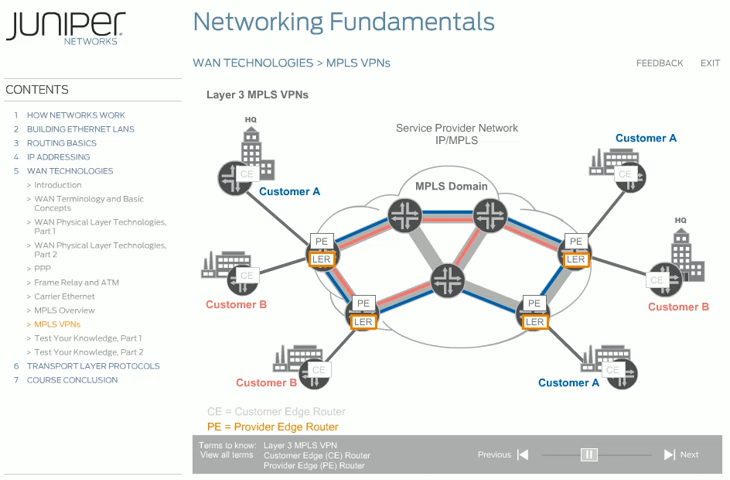 JUNIPER
NETWORKS
Networking Fundamentals
WAN TECHNOLOGIES > MPLS VPNs
FEEDBACK
EXIT
CONTENTS
1 HOW NETWORKS WORK
2 BUILDING ETHERNET LANS
3 ROUTING BASICS
4 IP ADDRESSING
5 WAN TECHNOLOGIES
> Introduction
> WAN Terminology and Basic
Concepts
> WAN Physical Layer Technologies,
Part 1
> WAN Physical Layer Technologies,
Part 2
> PPP
> Frame Relay and ATM
> Carrier Ethernet
> MPLS Overview
> MPLS VPNs
> Test Your Knowledge, Part 1
> Test Your Knowledge, Part 2
6 TRANSPORT LAYER PROTOCOLS
7 COURSE CONCLUSION
Layer 3 MPLS VPNs
HQ
CE
Customer A
Service Provider Network
IP/MPLS
MPLS Domain
Customer A
CE
HQ
PE
LER
PE
LER
CE
Customer B
CE
Customer B
PE
LER
PE
LER
Customer B
CE
Customer A
CE
CE = Customer Edge Router
PE = Provider Edge Router
Terms to know:
View all terms
Layer 3 MPLS VPN
Customer Edge (CE) Router
Provider Edge (PE) Router
Previous
Next